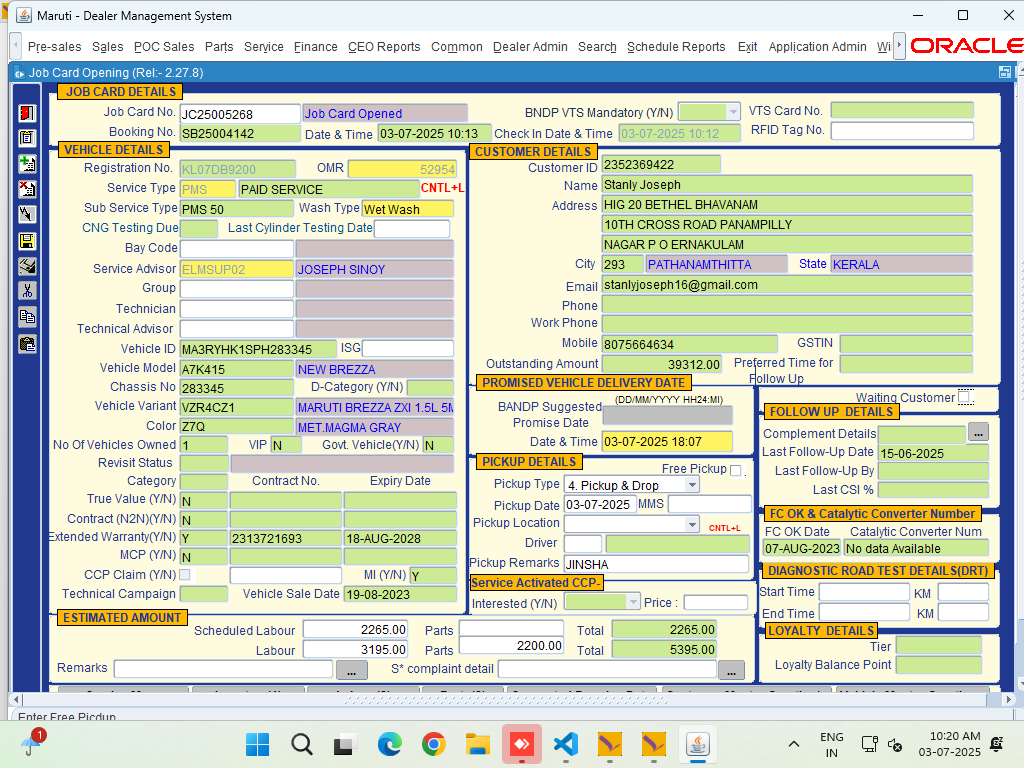 Maruti - Dealer Management System
Pre-sales Sales POC Sales Parts Service Finance CEO Reports Common Dealer Admin Search Schedule Reports Exit Application Admin Wi ORACLE
Job Card Opening (Rel:- 2.27.8)
JOB CARD DETAILS
Job Card No. JC25005268 Job Card Opened BNDP VTS Mandatory (Y/N) VTS Card No.
Booking No. SB25004142 Date & Time 03-07-2025 10:13 Check In Date & Time 03-07-2025 10:12 RFID Tag No.
VEHICLE DETAILS
Registration No. KL07DB9200 OMR 52954
Service Type PMS PAID SERVICE CNTL+L
Sub Service Type PMS 50 Wash Type Wet Wash
CNG Testing Due Last Cylinder Testing Date
Bay Code
Service Advisor ELMSUP02 JOSEPH SINOY
Group
Technician
Technical Advisor
Vehicle ID MA3RYHK1SPH283345 ISG
Vehicle Model A7K415 NEW BREZZA
Chassis No 283345 D-Category (Y/N)
Vehicle Variant VZR4CZ1 MARUTI BREZZA ZXI 1.5L 5M
Color Z7Q MET.MAGMA GRAY
No Of Vehicles Owned 1 VIP N Govt. Vehicle(Y/N) N
Revisit Status
Category Contract No. Expiry Date
True Value (Y/N) N
Contract (N2N)(Y/N) N
Extended Warranty(Y/N) Y 2313721693 18-AUG-2028
MCP (Y/N) N
CCP Claim (Y/N) MI (Y/N) Y
Technical Campaign Vehicle Sale Date 19-08-2023
CUSTOMER DETAILS
Customer ID 2352369422
Name Stanly Joseph
Address HIG 20 BETHEL BHAVANAM
10TH CROSS ROAD PANAMPILLY
NAGAR P O ERNAKULAM
City 293 PATHANAMTHITTA State KERALA
Email stanlyjoseph16@gmail.com
Phone
Work Phone
Mobile 8075664634 GSTIN
Outstanding Amount 39312.00 Preferred Time for
Follow Up
PROMISED VEHICLE DELIVERY DATE
(DD/MM/YYYY HH24:MI)
BANDP Suggested
Promise Date
Date & Time 03-07-2025 18:07
PICKUP DETAILS
Free Pickup .
Pickup Type 4. Pickup & Drop
Pickup Date 03-07-2025 MMS
Pickup Location CNTL+L
Driver
Pickup Remarks JINSHA
Service Activated CCP-
Interested (Y/N) Price :
Waiting Customer
FOLLOW UP DETAILS
Complement Details ...
Last Follow-Up Date 15-06-2025
Last Follow-Up By
Last CSI %
FC OK & Catalytic Converter Number
FC OK Date Catalytic Converter Num
07-AUG-2023 No data Available
DIAGNOSTIC ROAD TEST DETAILS(DRT)
Start Time KM
End Time KM
LOYALTY DETAILS
Tier
Loyalty Balance Point
ESTIMATED AMOUNT
Scheduled Labour 2265.00 Parts Total 2265.00
Labour 3195.00 Parts 2200.00 Total 5395.00
Remarks ... S* complaint detail ...
Enter Free Pickup
1
ENG
IN
10:20 AM
03-07-2025